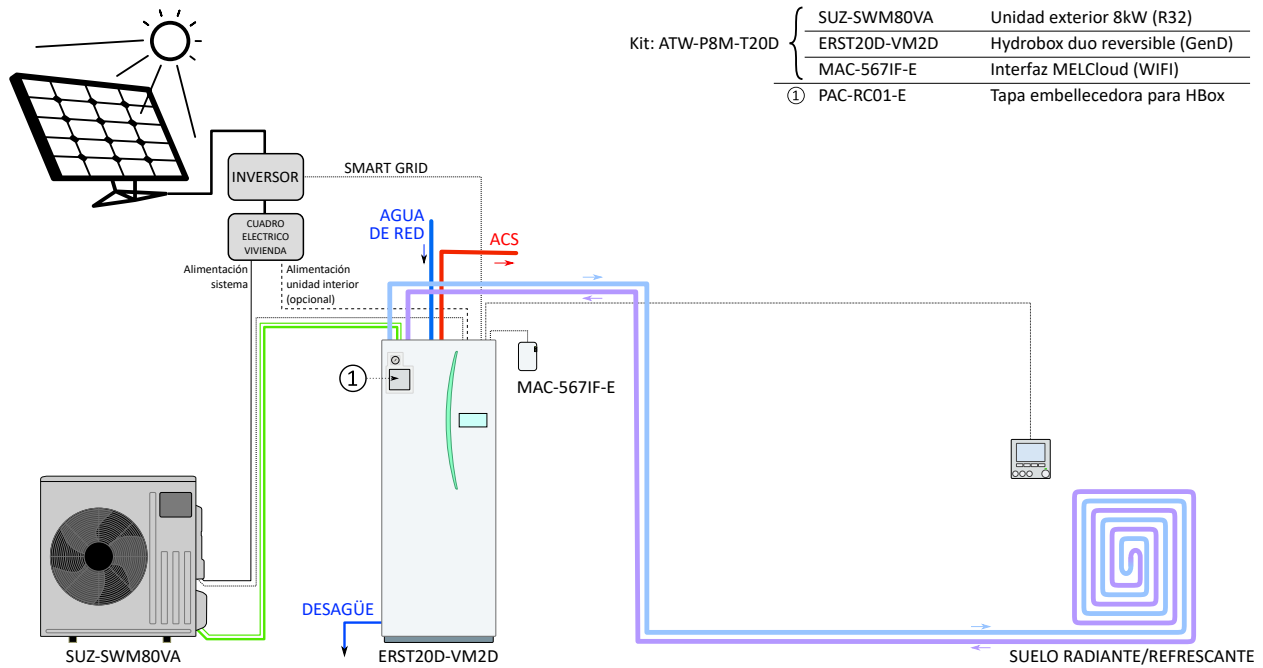 Kit: ATW-P8M-T20D
SUZ-SWM80VA Unidad exterior 8kW (R32)
ERST20D-VM2D Hydrobox duo reversible (GenD)
MAC-567IF-E Interfaz MELCloud (WIFI)
① PAC-RC01-E Tapa embellecedora para HBox
INVERSOR
SMART GRID
CUADRO
ELECTRICO
VIVIENDA
AGUA
DE RED
ACS
Alimentación
sistema
Alimentación
unidad interior
(opcional)
①
MAC-567IF-E
DESAGÜE
SUZ-SWM80VA
ERST20D-VM2D
SUELO RADIANTE/REFRESCANTE